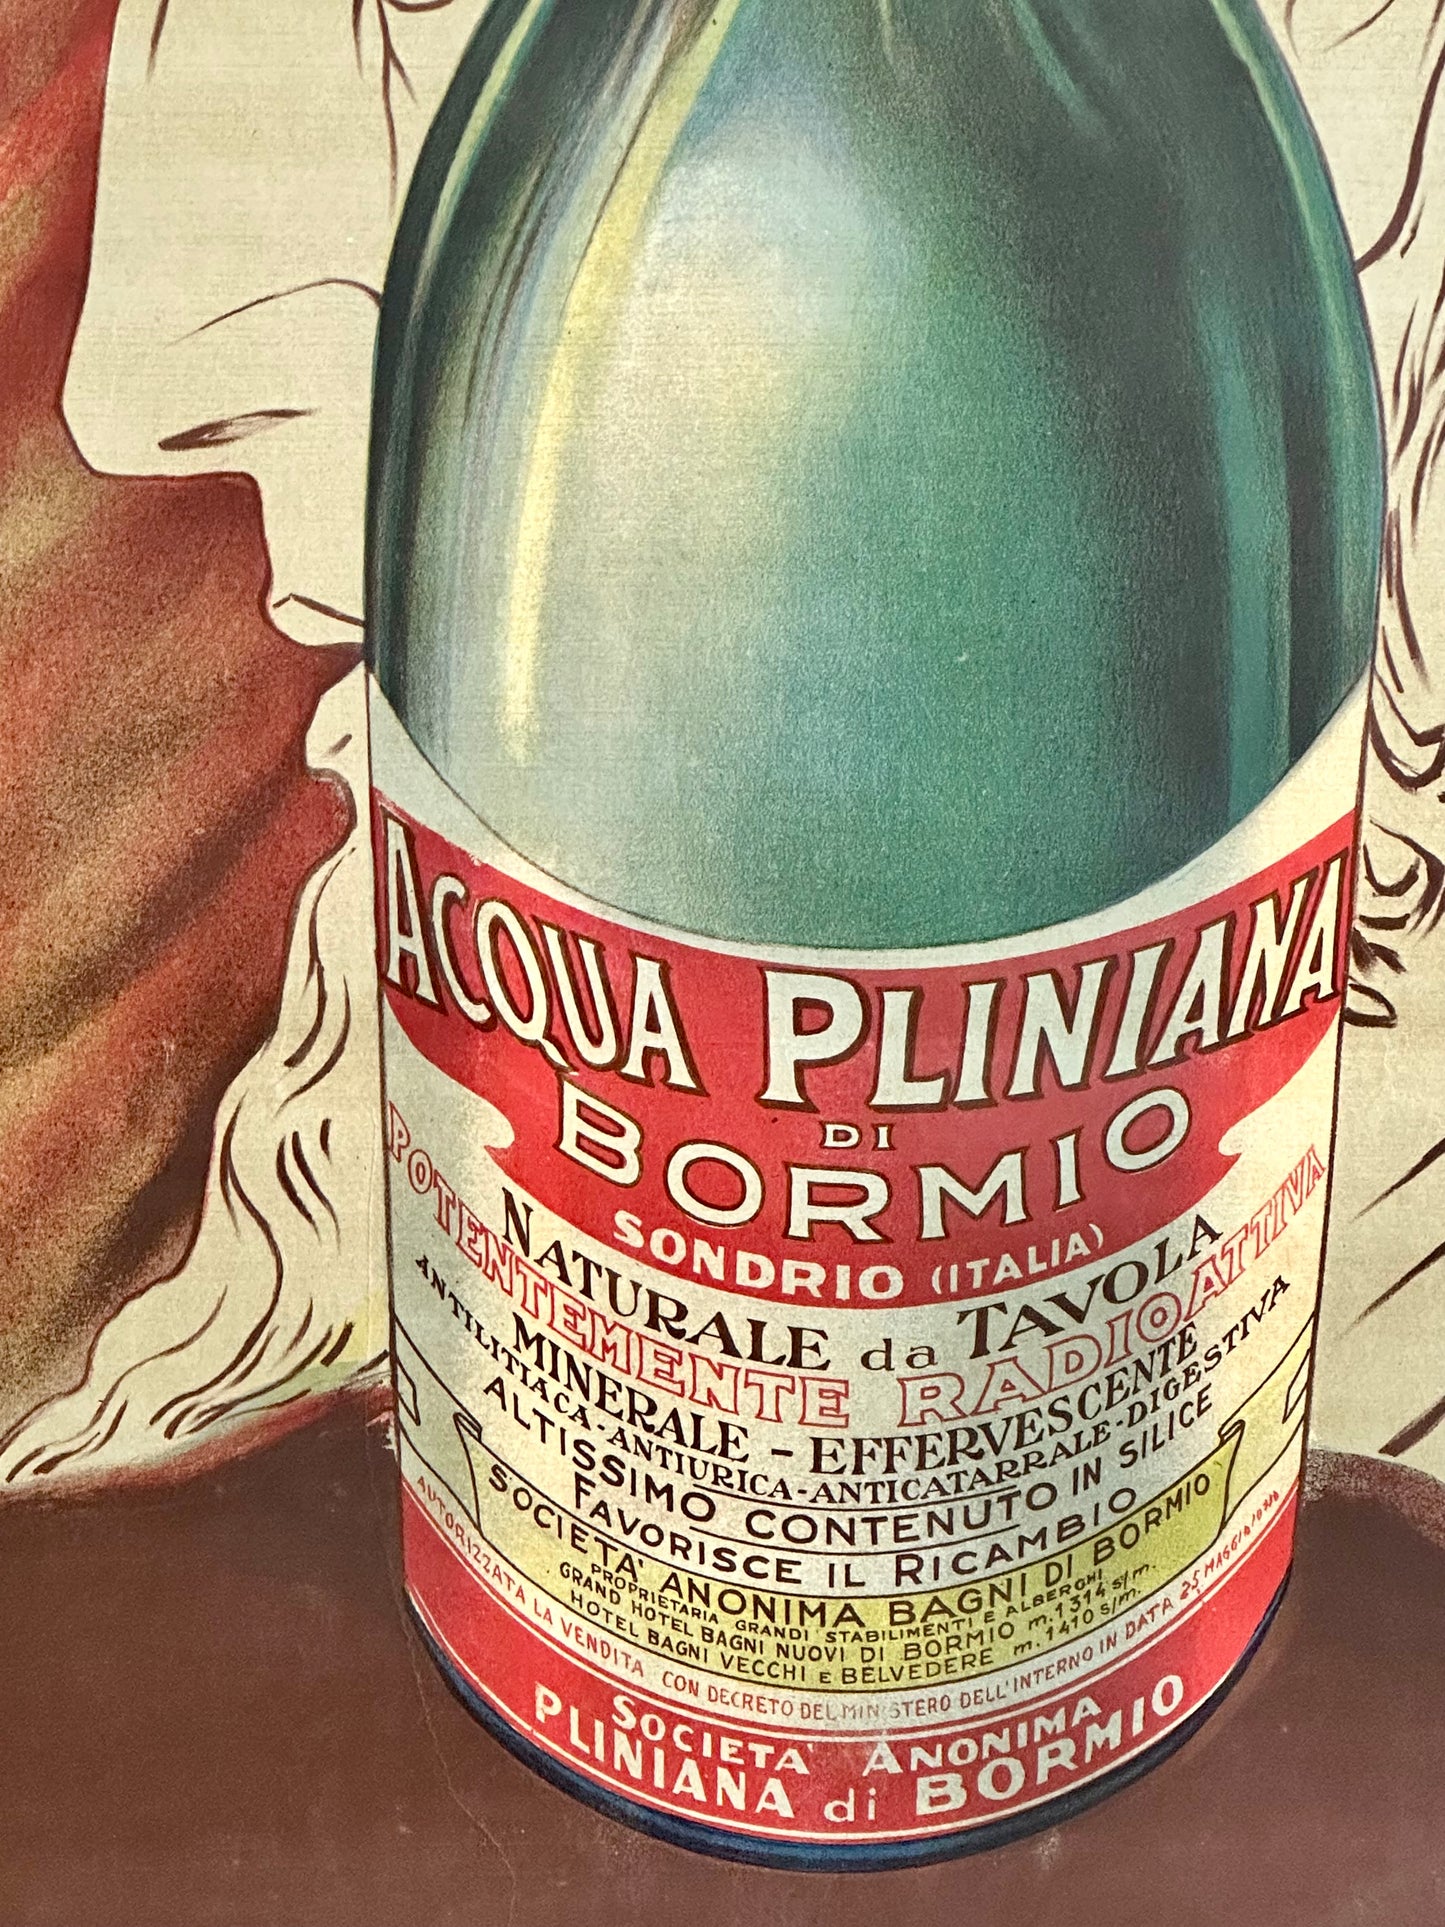 ACQUA PLINIANA
DI
BORMIO
SONDRIO (ITALIA)
NATURALE da TAVOLA
POTENTEMENTE RADIOATTIVA
MINERALE - EFFERVESCENTE
ANTILITIACA-ANTIURICA-ANTICATARRALE-DIGESTIVA
ALTISSIMO CONTENUTO IN SILICE
FAVORISCE IL RICAMBIO
SOCIETA' ANONIMA BAGNI DI BORMIO
PROPRIETARIA GRANDI STABILIMENTI E ALBERGHI
GRAND HOTEL BAGNI NUOVI DI BORMIO m. 1314 s/m.
HOTEL BAGNI VECCHI E BELVEDERE m. 1410 s/m.
AUTORIZZATA LA VENDITA CON DECRETO DEL MINISTERO DELL'INTERNO IN DATA 25 MAGGIO
SOCIETA' ANONIMA
PLINIANA di BORMIO